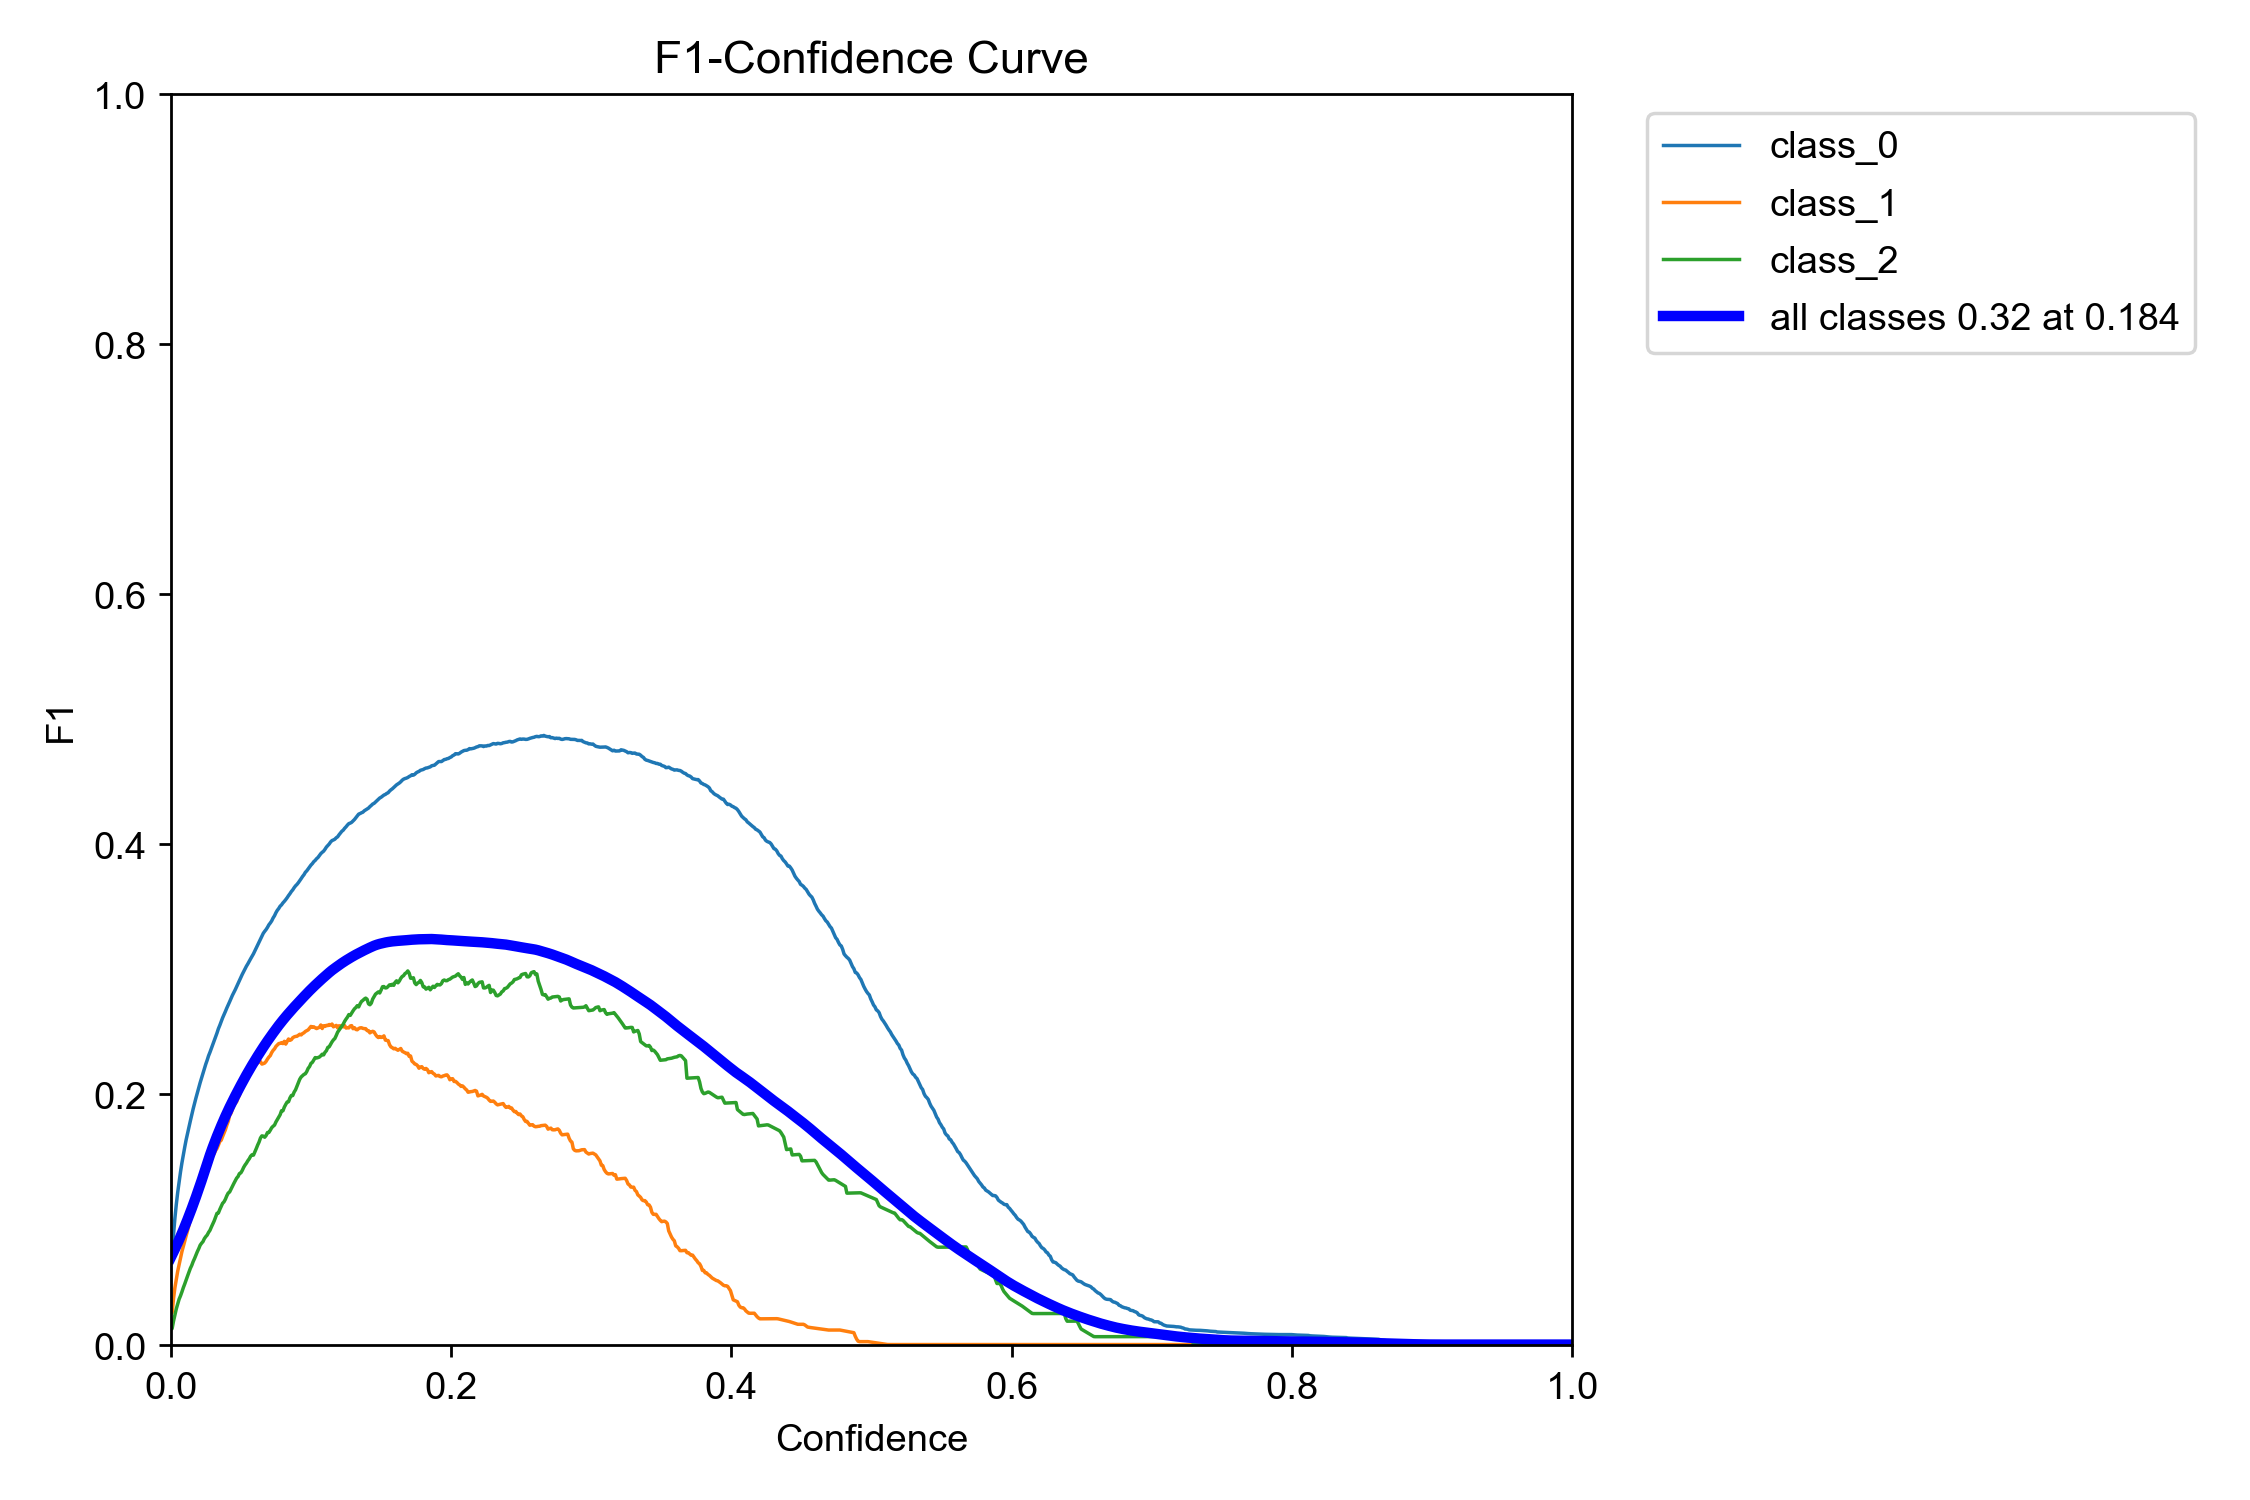 F1-Confidence Curve
1.0
0.8
0.6
0.4
0.2
0.0
F1
0.0 0.2 0.4 0.6 0.8 1.0
Confidence
class_0
class_1
class_2
all classes 0.32 at 0.184